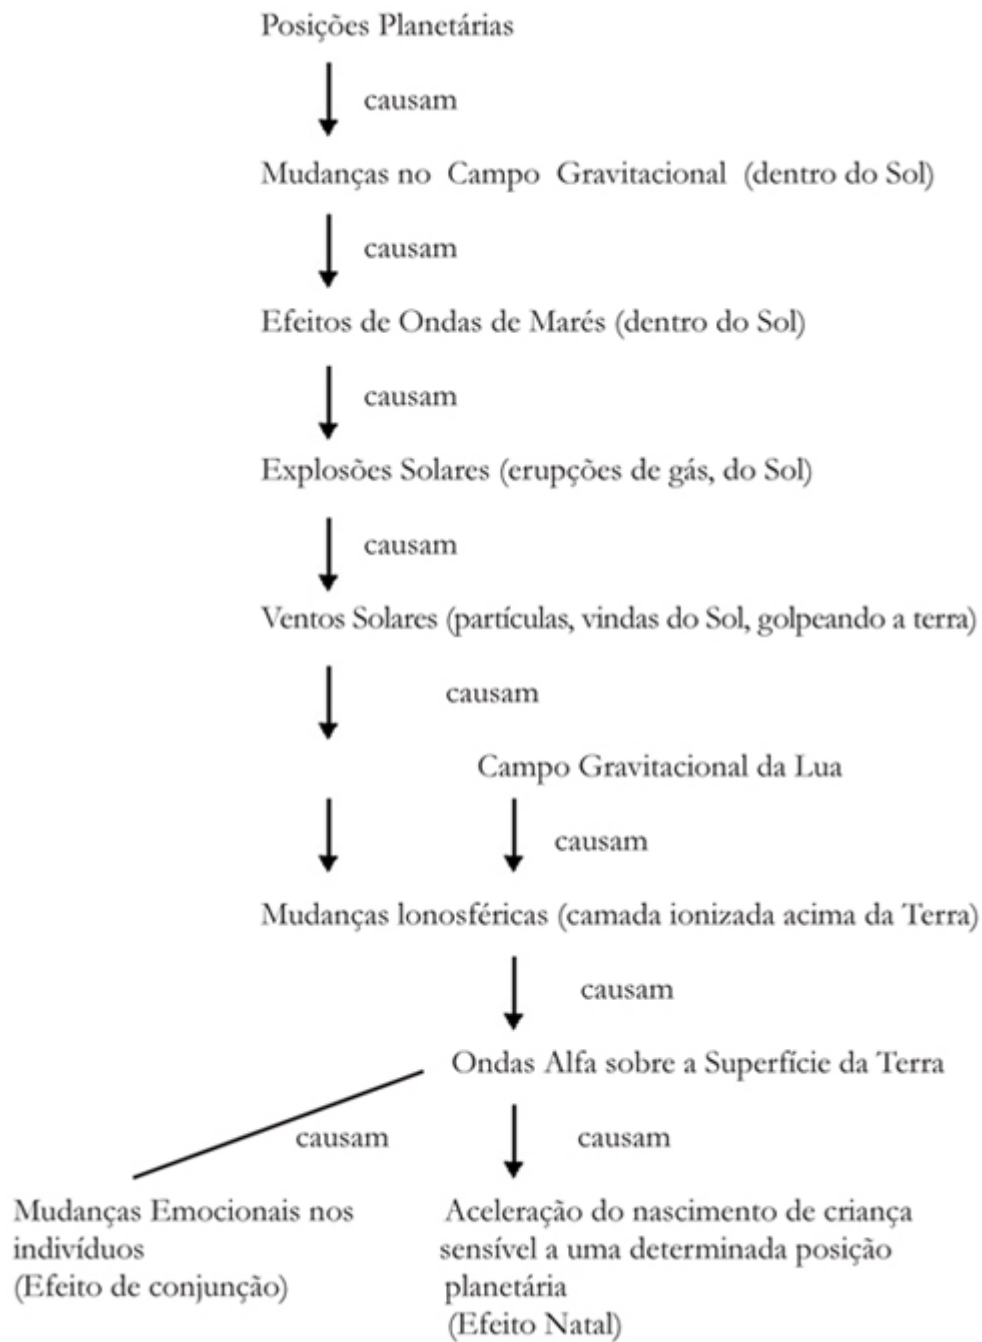 Posições Planetárias
causam
Mudanças no Campo Gravitacional (dentro do Sol)
causam
Efeitos de Ondas de Marés (dentro do Sol)
causam
Explosões Solares (erupções de gás, do Sol)
causam
Ventos Solares (partículas, vindas do Sol, golpeando a terra)
causam
Campo Gravitacional da Lua
causam
Mudanças lonosféricas (camada ionizada acima da Terra)
causam
Ondas Alfa sobre a Superfície da Terra
causam
causam
Mudanças Emocionais nos
indivíduos
(Efeito de conjunção)
Aceleração do nascimento de criança
sensível a uma determinada posição
planetária
(Efeito Natal)